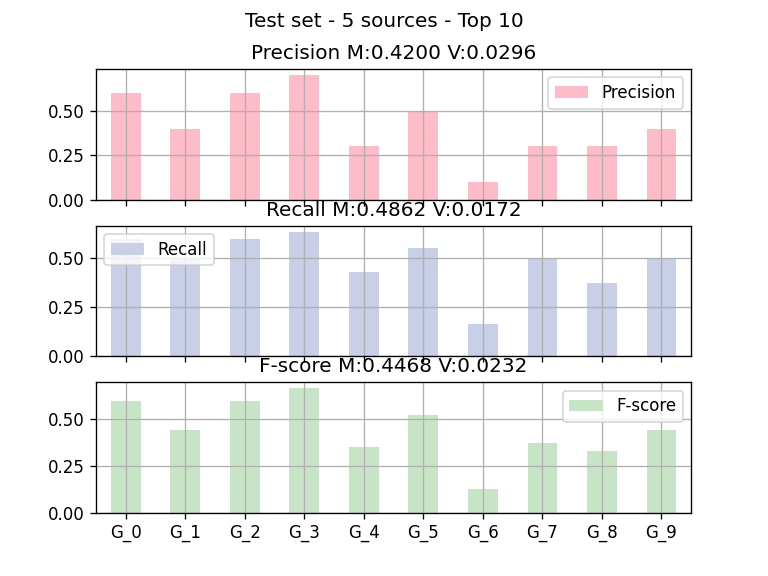 Test set - 5 sources - Top 10
Precision M:0.4200 V:0.0296
Precision
0.50
0.25
0.00
Recall M:0.4862 V:0.0172
Recall
0.50
0.25
0.00
F-score M:0.4468 V:0.0232
F-score
0.50
0.25
0.00
G_0 G_1 G_2 G_3 G_4 G_5 G_6 G_7 G_8 G_9